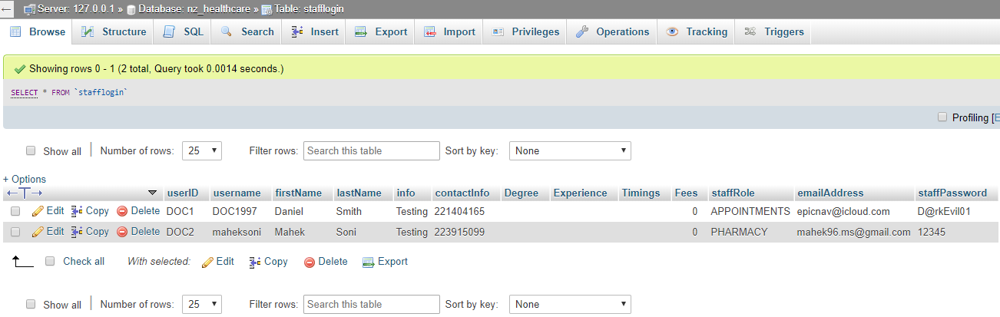 Server: 127.0.0.1 » Database: nz_healthcare » Table: stafflogin
Browse Structure SQL Search Insert Export Import Privileges Operations Tracking Triggers
Showing rows 0 - 1 (2 total, Query took 0.0014 seconds.)
SELECT * FROM `stafflogin`
Profiling [E
Show all Number of rows: 25 Filter rows: Search this table Sort by key: None
+ Options
userID username firstName lastName info contactInfo Degree Experience Timings Fees staffRole emailAddress staffPassword
Edit Copy Delete DOC1 DOC1997 Daniel Smith Testing 221404165 0 APPOINTMENTS epicnav@icloud.com D@rkEvil01
Edit Copy Delete DOC2 maheksoni Mahek Soni Testing 223915099 0 PHARMACY mahek96.ms@gmail.com 12345
Check all With selected: Edit Copy Delete Export
Show all Number of rows: 25 Filter rows: Search this table Sort by key: None